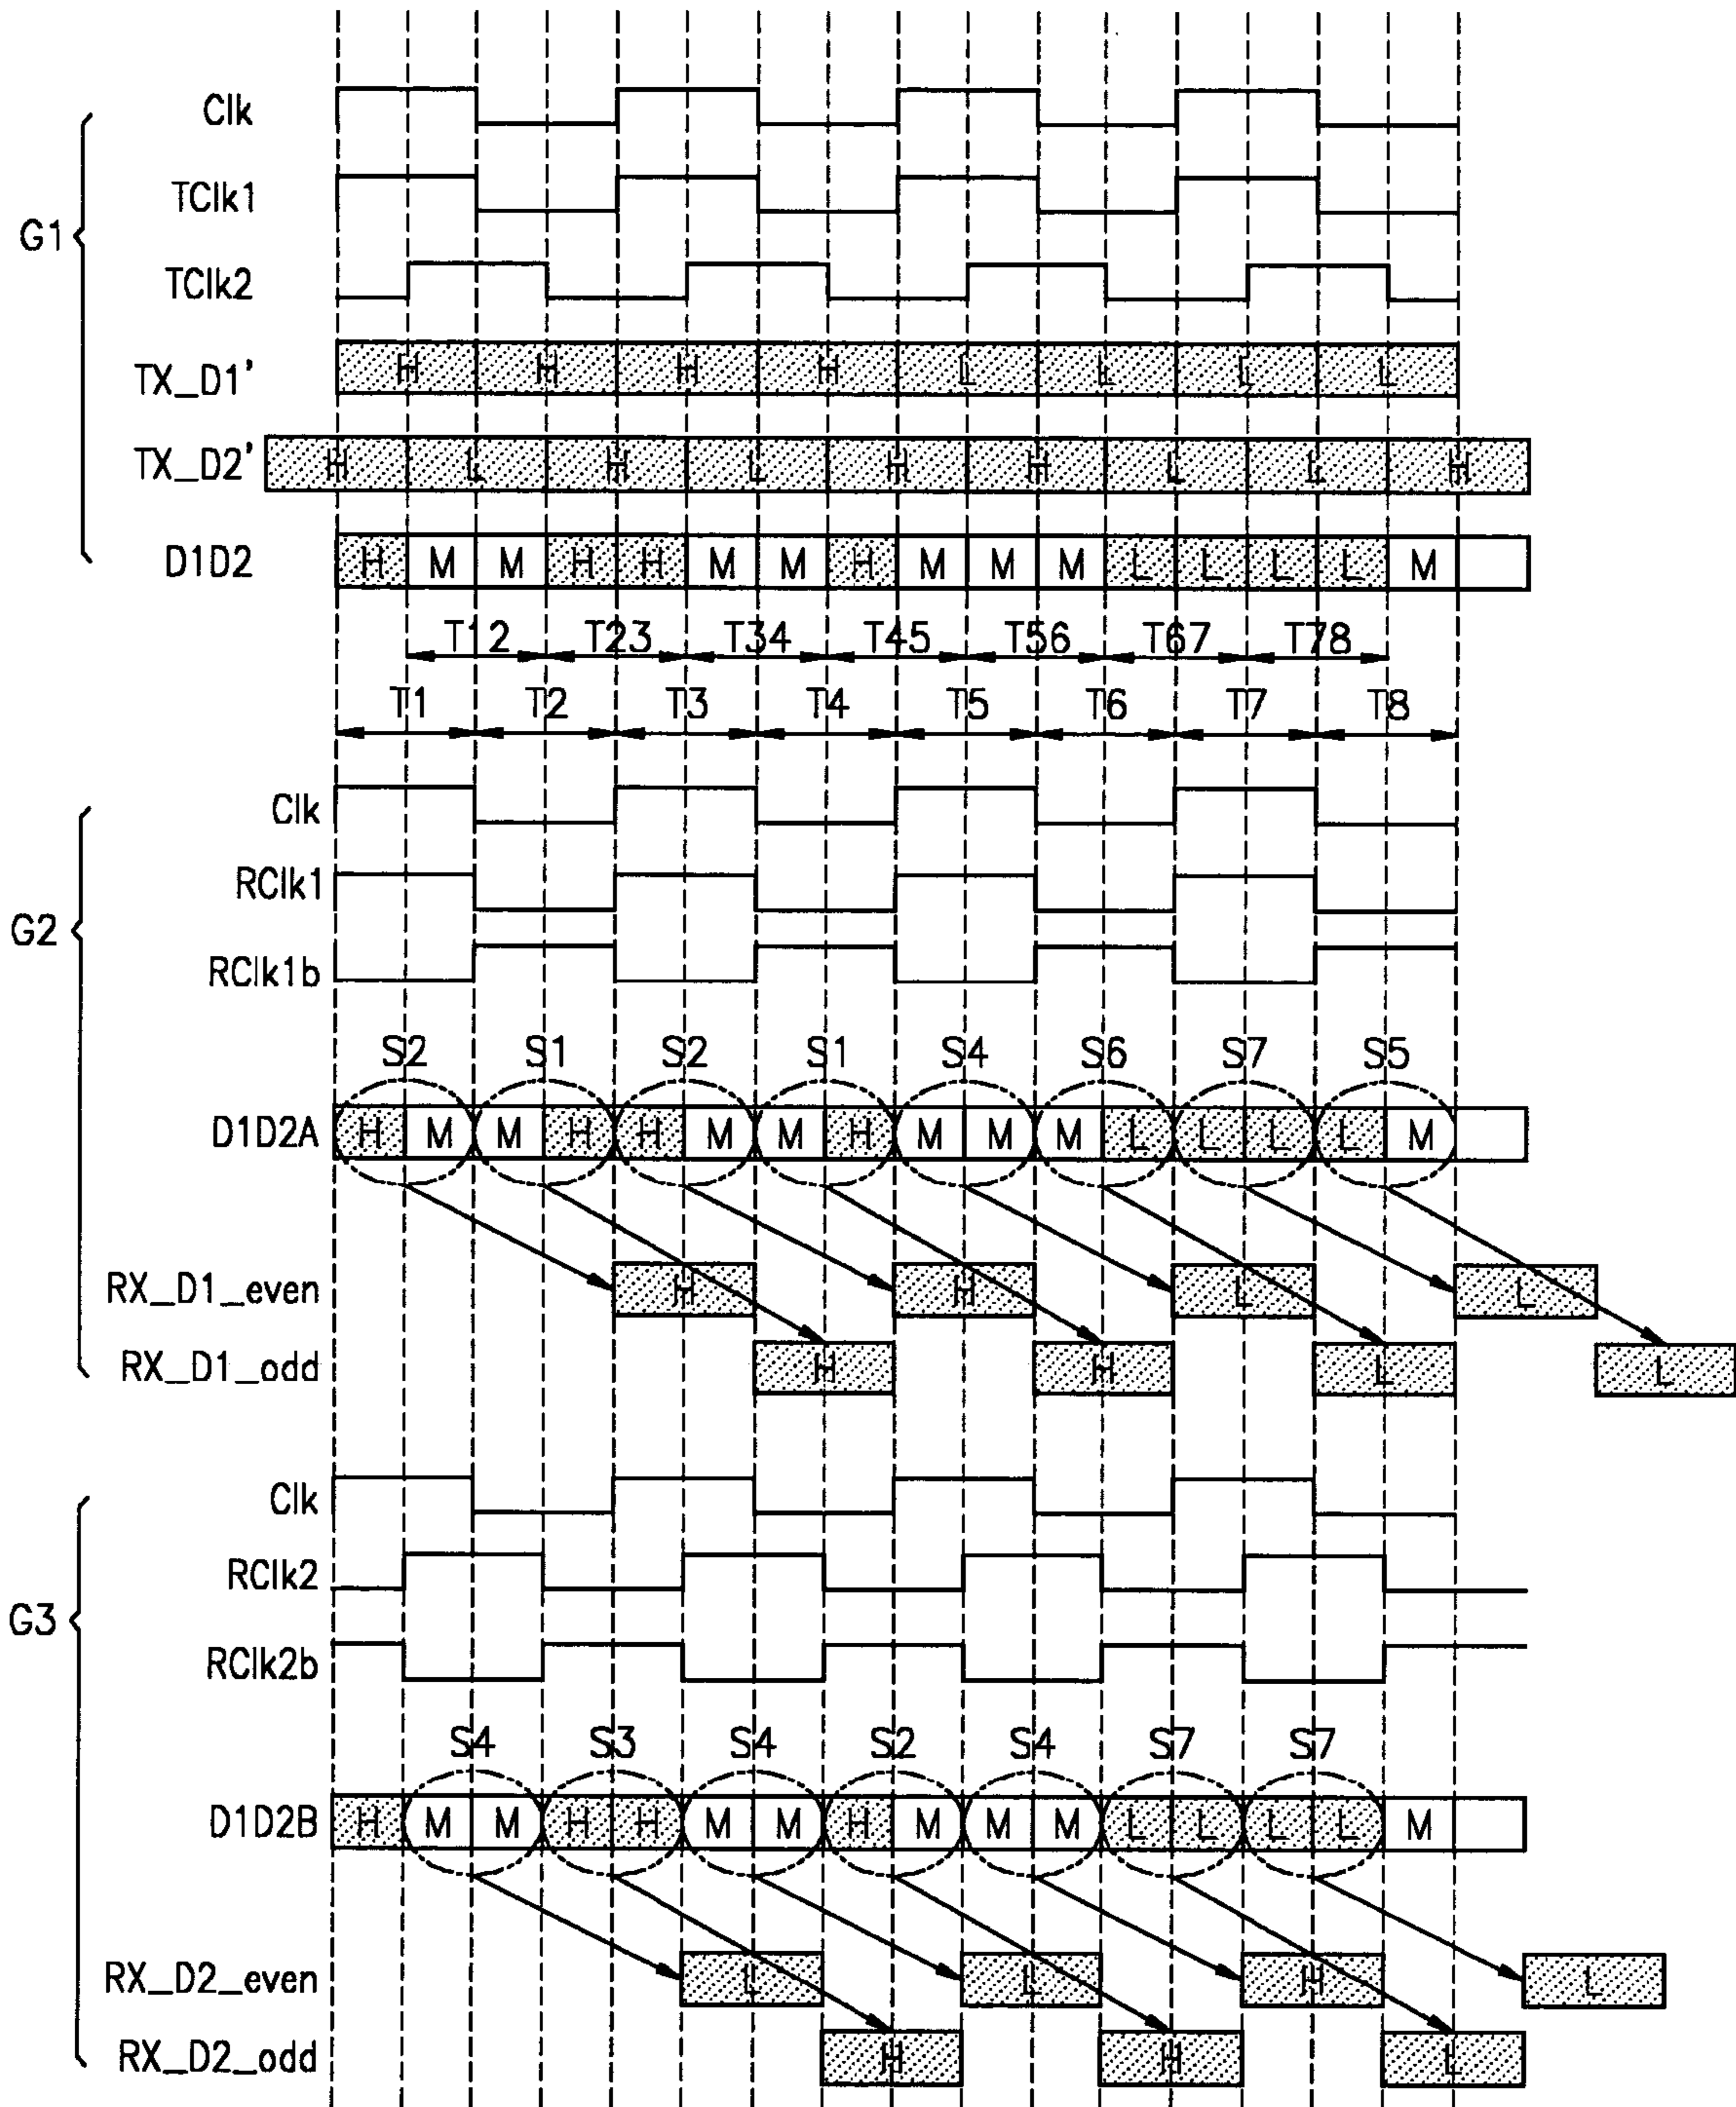 G1
Clk
TClk1
TClk2
TX_D1' H H H H L L L L
TX_D2' H L H L H H L L H
D1D2 H M M H H M M H M M M L L L L M
T12 T23 T34 T45 T56 T67 T78
T1 T2 T3 T4 T5 T6 T7 T8
G2
Clk
RClk1
RClk1b
S2 S1 S2 S1 S4 S6 S7 S5
D1D2A H M M H H M M H M M M L L L L M
RX_D1_even H H L L
RX_D1_odd H H L L
G3
Clk
RClk2
RClk2b
S4 S3 S4 S2 S4 S7 S7
D1D2B H M M H H M M H M M M L L L L M
RX_D2_even L L H L
RX_D2_odd H H L